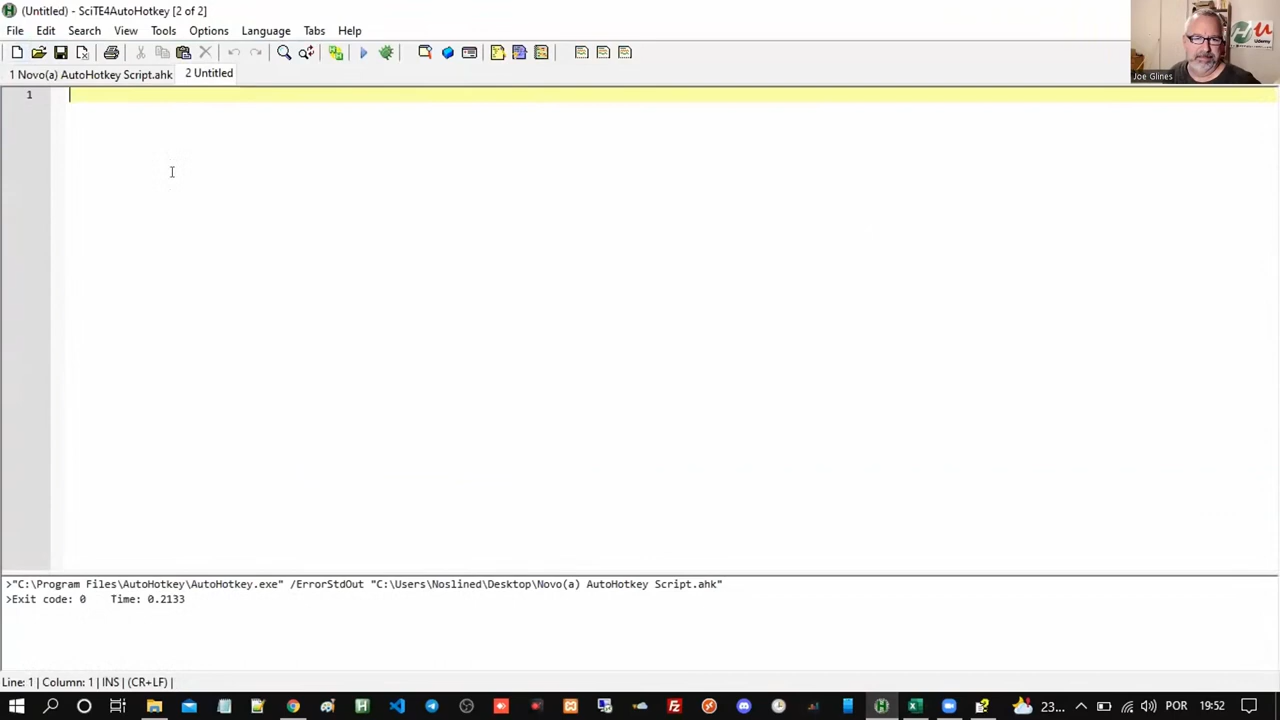 (Untitled) - SciTE4AutoHotkey [2 of 2]
File Edit Search View Tools Options Language Tabs Help
1 Novo(a) AutoHotkey Script.ahk 2 Untitled
Joe Glines
1
>"C:\Program Files\AutoHotkey\AutoHotkey.exe" /ErrorStdOut "C:\Users\Noslined\Desktop\Novo(a) AutoHotkey Script.ahk"
>Exit code: 0 Time: 0.2133
Line: 1 | Column: 1 | INS | (CR+LF) |
23... POR 19:52